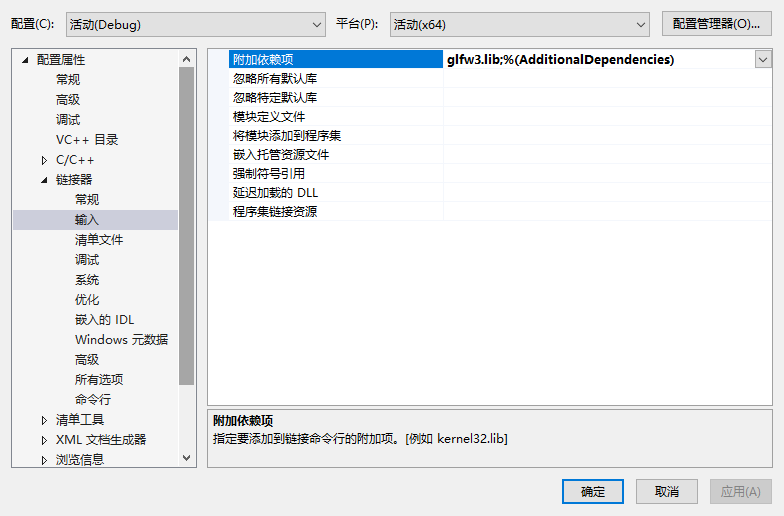 配置(C): 活动(Debug) 平台(P): 活动(x64) 配置管理器(O)...
配置属性
常规
高级
调试
VC++ 目录
C/C++
链接器
常规
输入
清单文件
调试
系统
优化
嵌入的 IDL
Windows 元数据
高级
所有选项
命令行
清单工具
XML 文档生成器
浏览信息
附加依赖项 glfw3.lib;%(AdditionalDependencies)
忽略所有默认库
忽略特定默认库
模块定义文件
将模块添加到程序集
嵌入托管资源文件
强制符号引用
延迟加载的 DLL
程序集链接资源
附加依赖项
指定要添加到链接命令行的附加项。[例如 kernel32.lib]
确定 取消 应用(A)